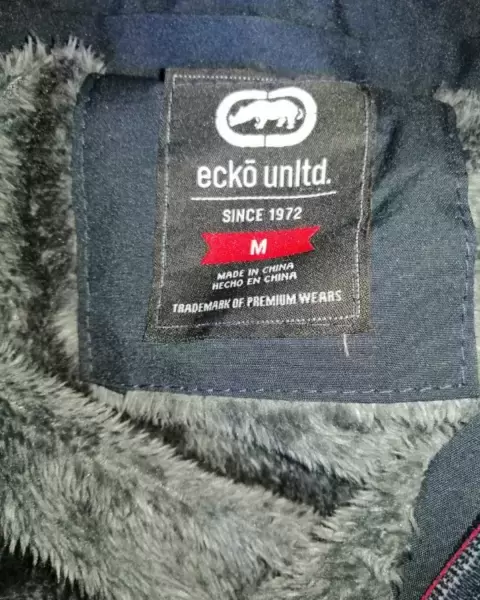 eckō unltd.
SINCE 1972
M
MADE IN CHINA
HECHO EN CHINA
TRADEMARK OF PREMIUM WEARS